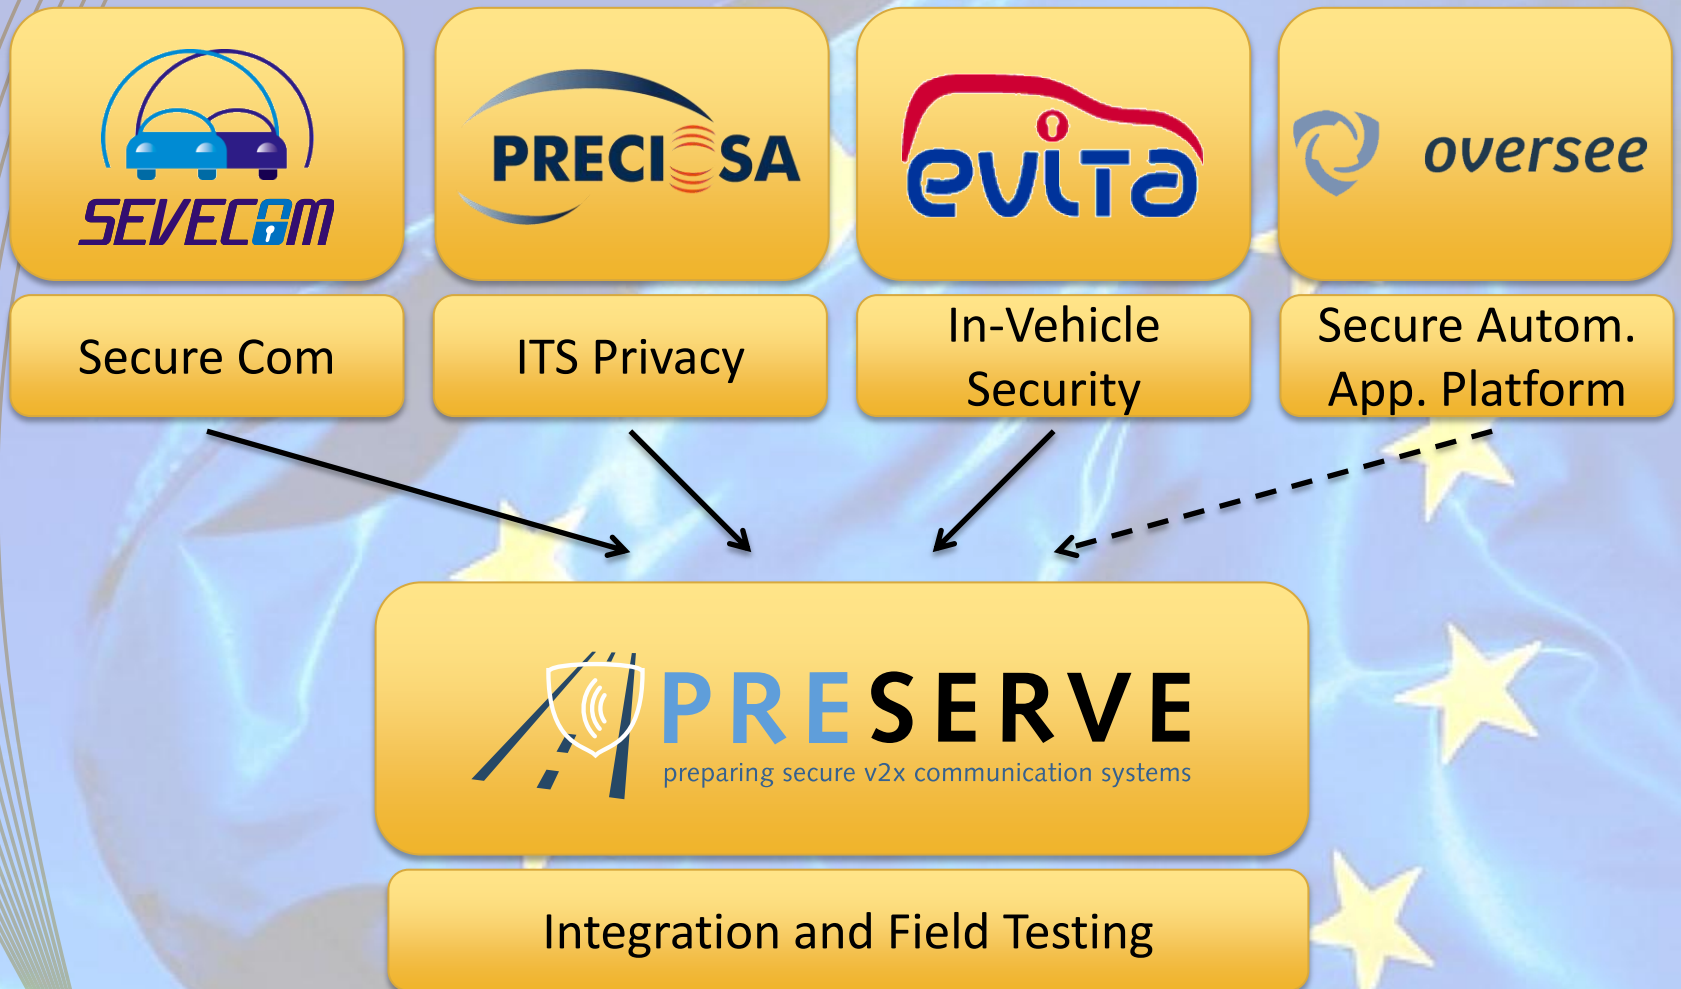 SEVECOM
PRECIOSA
evita
oversee
Secure Com
ITS Privacy
In-Vehicle
Security
Secure Autom.
App. Platform
PRESERVE
preparing secure v2x communication systems
Integration and Field Testing